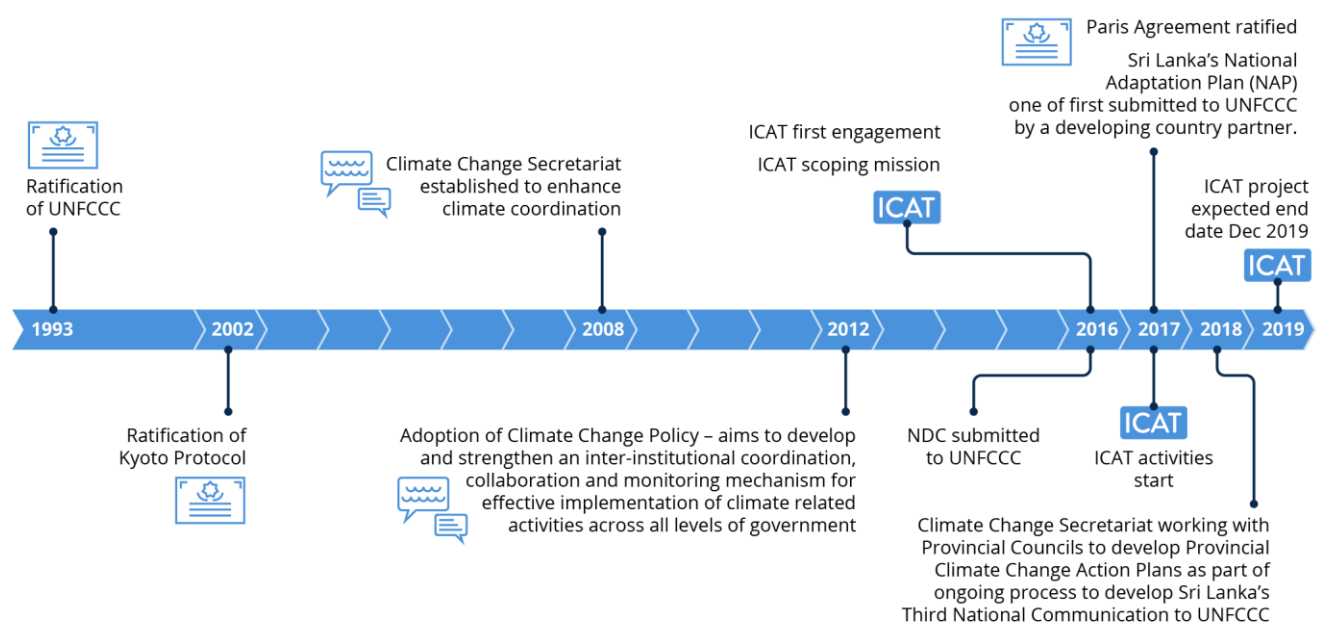 Paris Agreement ratified
Sri Lanka’s National
Adaptation Plan (NAP)
one of first submitted to UNFCCC
by a developing country partner.
ICAT first engagement
ICAT scoping mission
ICAT
Climate Change Secretariat
established to enhance
climate coordination
Ratification
of UNFCCC
ICAT project
expected end
date Dec 2019
ICAT
1993
2002
2008
2012
2016
2017
2018
2019
Ratification of
Kyoto Protocol
Adoption of Climate Change Policy – aims to develop
and strengthen an inter-institutional coordination,
collaboration and monitoring mechanism for
effective implementation of climate related
activities across all levels of government
NDC submitted
to UNFCCC
ICAT
ICAT activities
start
Climate Change Secretariat working with
Provincial Councils to develop Provincial
Climate Change Action Plans as part of
ongoing process to develop Sri Lanka’s
Third National Communication to UNFCCC